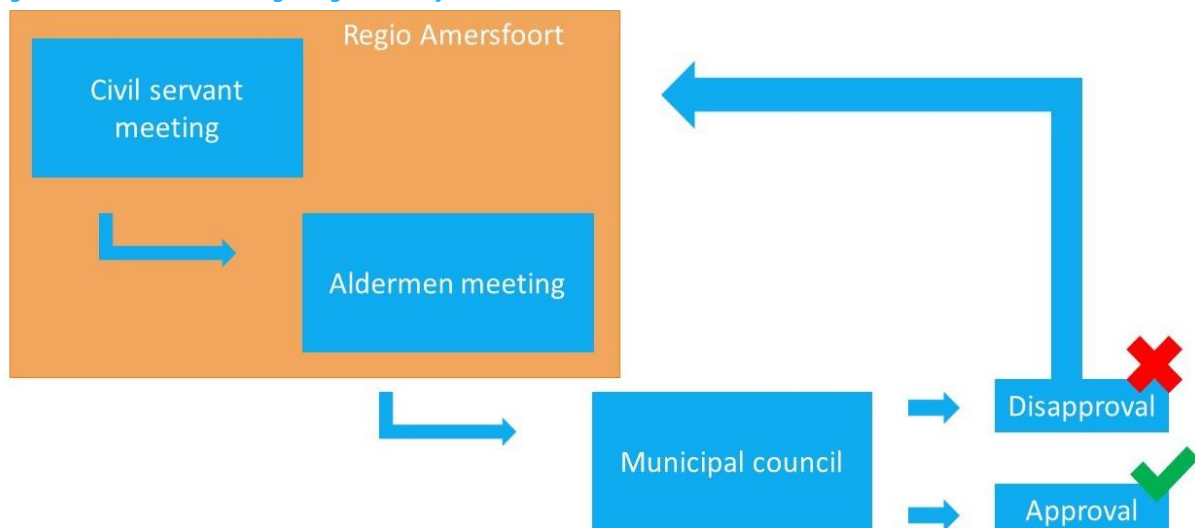 Regio Amersfoort
Civil servant
meeting
Aldermen meeting
Municipal council
Disapproval
Approval